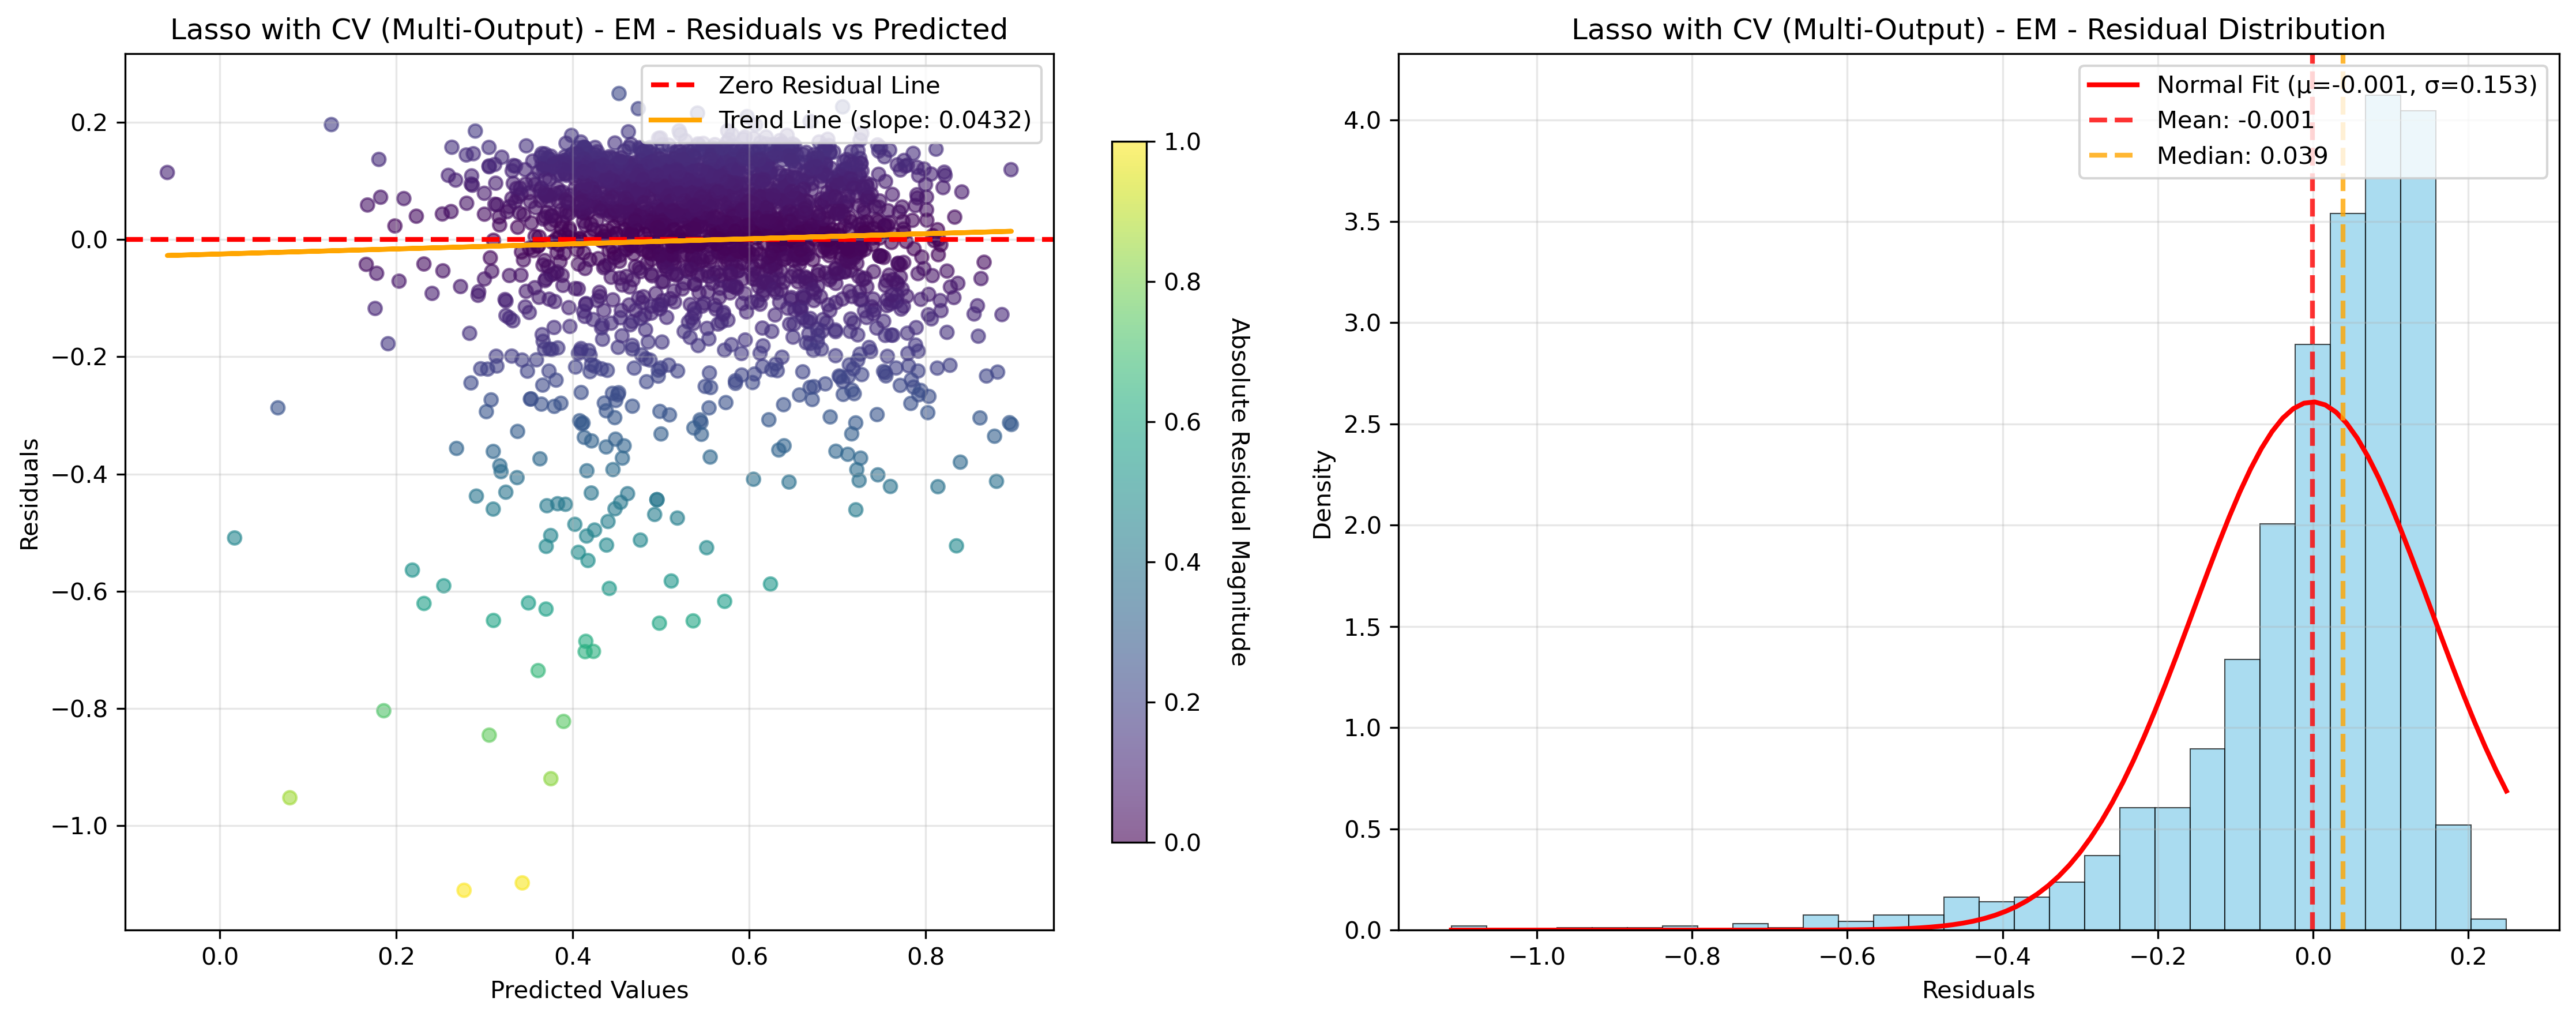 Lasso with CV (Multi-Output) - EM - Residuals vs Predicted
Zero Residual Line
Trend Line (slope: 0.0432)
0.2
0.0
−0.2
−0.4
−0.6
−0.8
−1.0
Residuals
0.0 0.2 0.4 0.6 0.8
Predicted Values
1.0
0.8
0.6
0.4
0.2
0.0
Absolute Residual Magnitude
Lasso with CV (Multi-Output) - EM - Residual Distribution
Normal Fit (μ=-0.001, σ=0.153)
Mean: -0.001
Median: 0.039
4.0
3.5
3.0
2.5
2.0
1.5
1.0
0.5
0.0
Density
−1.0 −0.8 −0.6 −0.4 −0.2 0.0 0.2
Residuals